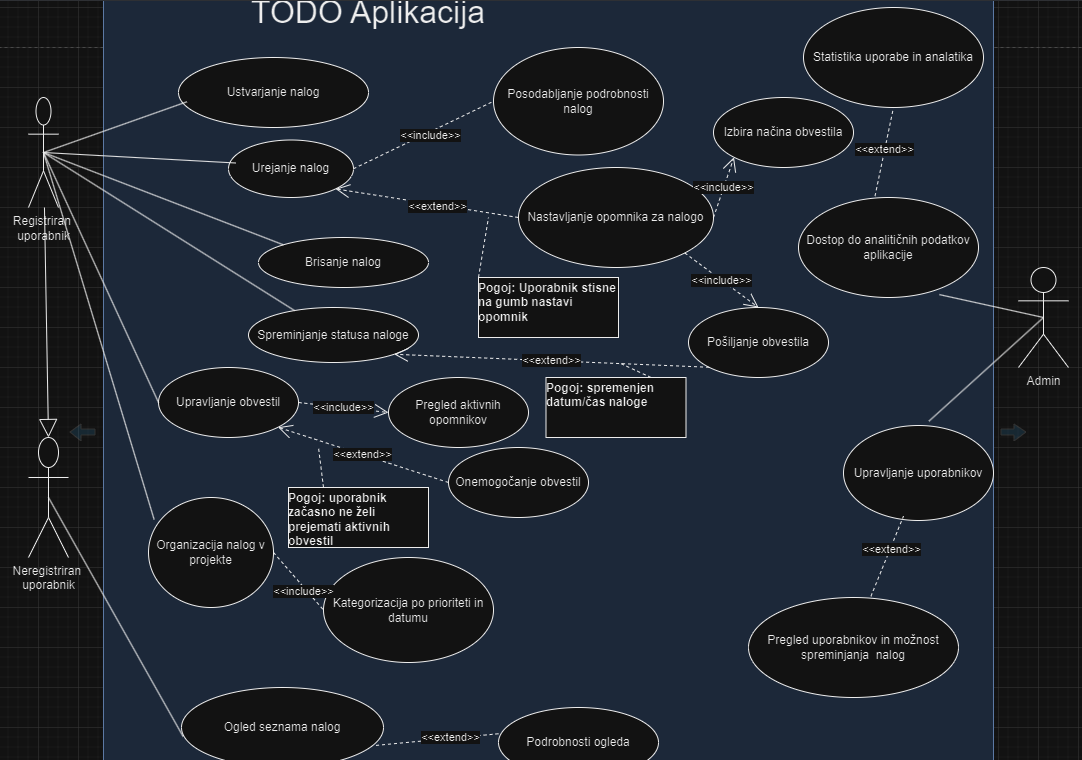 TODO Aplikacija
Statistika uporabe in analatika
Ustvarjanje nalog
Posodabljanje podrobnosti
nalog
<<include>>
Izbira načina obvestila
<<extend>>
Urejanje nalog
<<include>>
<<extend>>
Nastavljanje opomnika za nalogo
Registriran
uporabnik
Dostop do analitičnih podatkov
aplikacije
Brisanje nalog
<<include>>
Pogoj: Uporabnik stisne
na gumb nastavi
opomnik
Spreminjanje statusa naloge
Pošiljanje obvestila
<<extend>>
Admin
Pogoj: spremenjen
datum/čas naloge
Upravljanje obvestil
<<include>>
Pregled aktivnih
opomnikov
<<extend>>
Upravljanje uporabnikov
Onemogočanje obvestil
Pogoj: uporabnik
začasno ne želi
prejemati aktivnih
obvestil
Organizacija nalog v
projekte
<<extend>>
Neregistriran
uporabnik
<<include>>
Kategorizacija po prioriteti in
datumu
Pregled uporabnikov in možnost
spreminjanja nalog
Ogled seznama nalog
<<extend>>
Podrobnosti ogleda